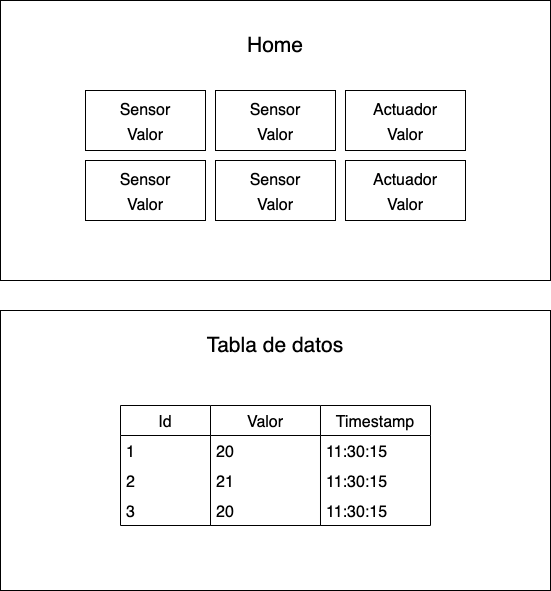 Home
Sensor Sensor Actuador
Valor Valor Valor
Sensor Sensor Actuador
Valor Valor Valor
Tabla de datos
Id Valor Timestamp
1 20 11:30:15
2 21 11:30:15
3 20 11:30:15